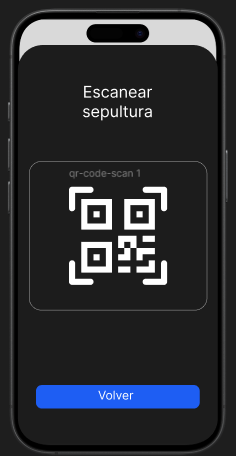 Escanear
sepultura
qr-code-scan 1
Volver